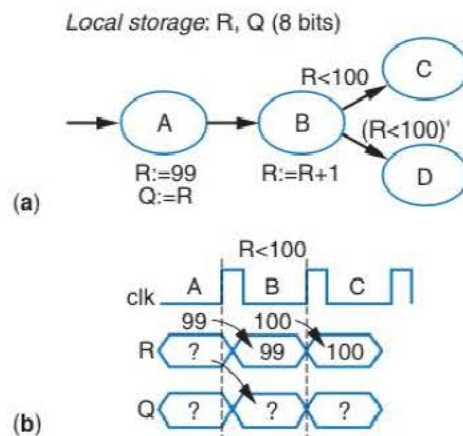 Local storage: R, Q (8 bits)
R<100
C
A
B
(R<100)'
D
R:=99
R:=R+1
Q:=R
(a)
R<100
A
B
C
clk
99
100
R
?
99
100
Q
?
?
?
(b)